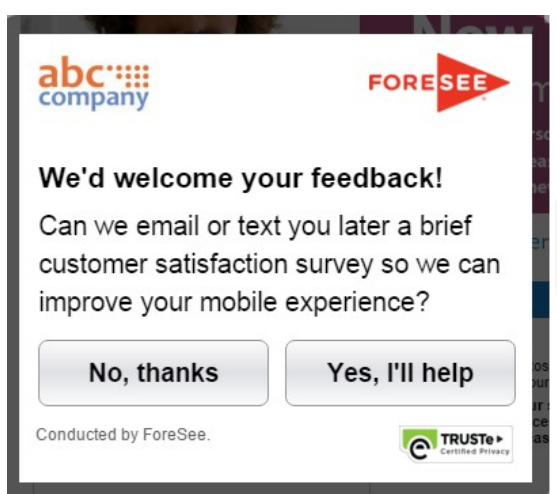 abc
company
FORESEE
We'd welcome your feedback!
Can we email or text you later a brief
customer satisfaction survey so we can
improve your mobile experience?
No, thanks
Yes, I'll help
Conducted by ForeSee.
TRUSTe
Certified Privacy